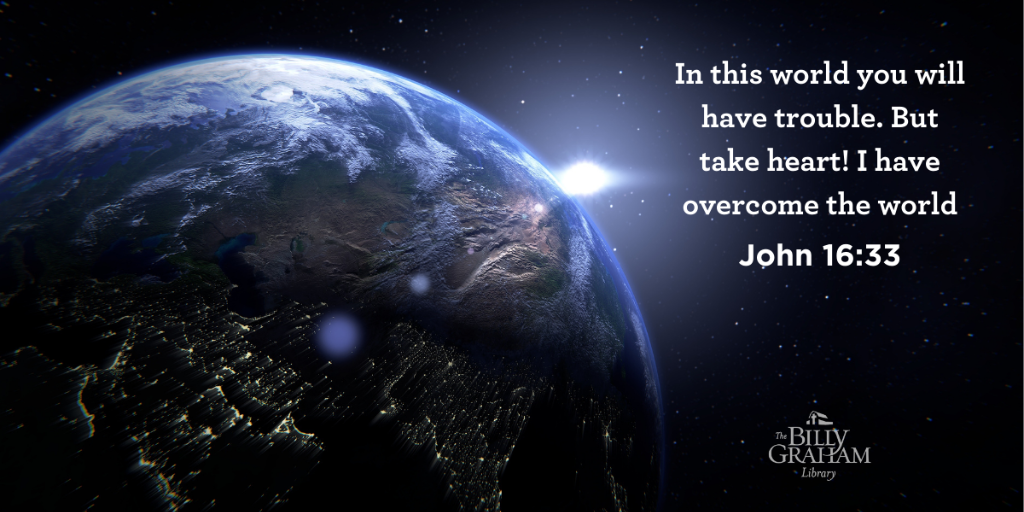 In this world you will
have trouble. But
take heart! I have
overcome the world
John 16:33
The
BILLY
GRAHAM
Library